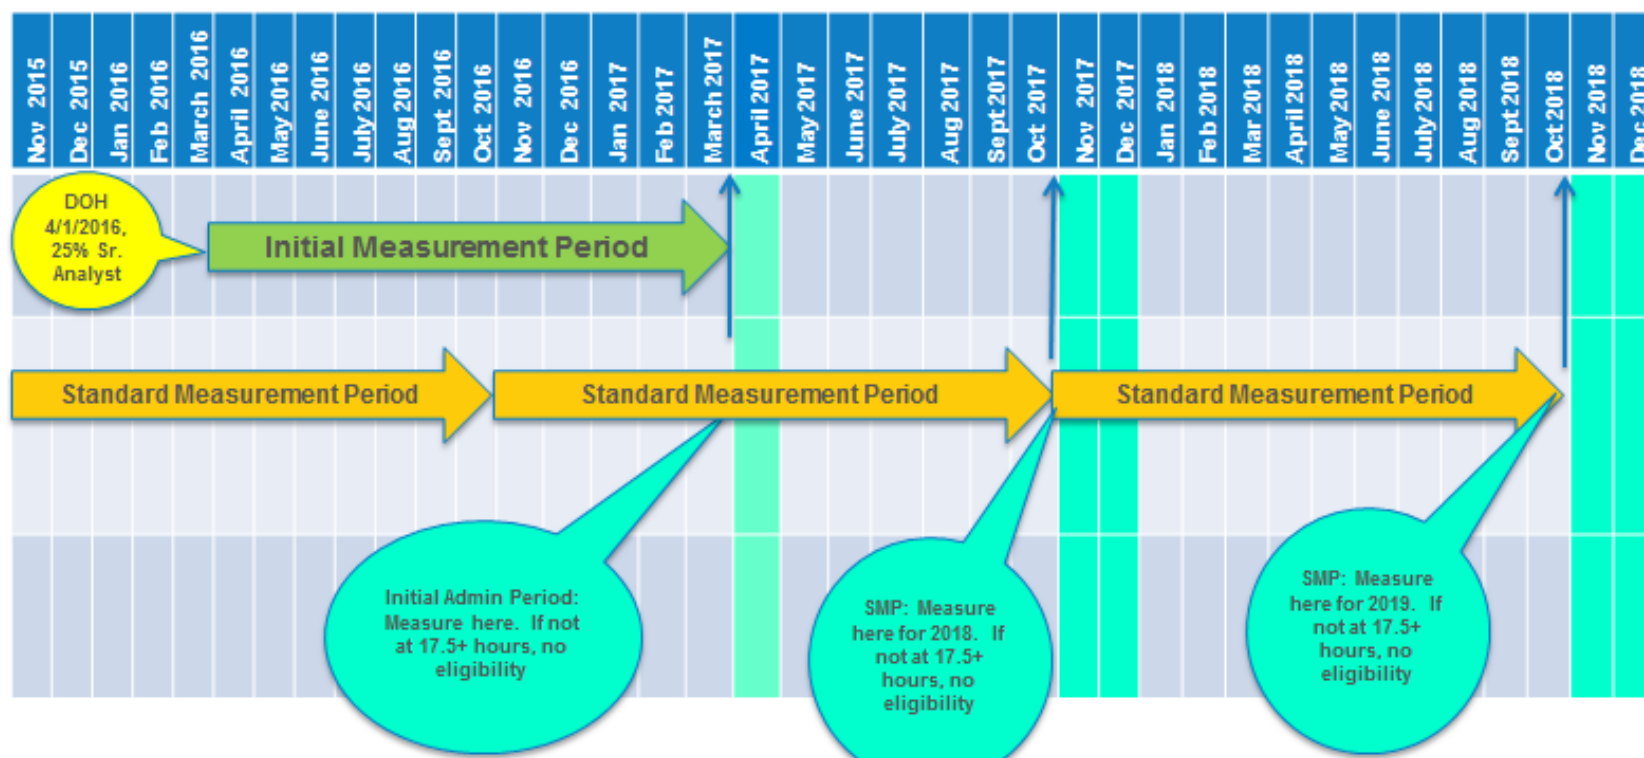 Nov 2015
Dec 2015
Jan 2016
Feb 2016
March 2016
April 2016
May 2016
June 2016
July 2016
Aug 2016
Sept 2016
Oct 2016
Nov 2016
Dec 2016
Jan 2017
Feb 2017
March 2017
April 2017
May 2017
June 2017
July 2017
Aug 2017
Sept 2017
Oct 2017
Nov 2017
Dec 2017
Jan 2018
Feb 2018
Mar 2018
April 2018
May 2018
June 2018
July 2018
Aug 2018
Sept 2018
Oct 2018
Nov 2018
Dec 2018
DOH
4/1/2016,
25% Sr.
Analyst
Initial Measurement Period
Standard Measurement Period
Standard Measurement Period
Standard Measurement Period
Initial Admin Period:
Measure here. If not
at 17.5+ hours, no
eligibility
SMP: Measure
here for 2018. If
not at 17.5+
hours, no
eligibility
SMP: Measure
here for 2019. If
not at 17.5+
hours, no
eligibility